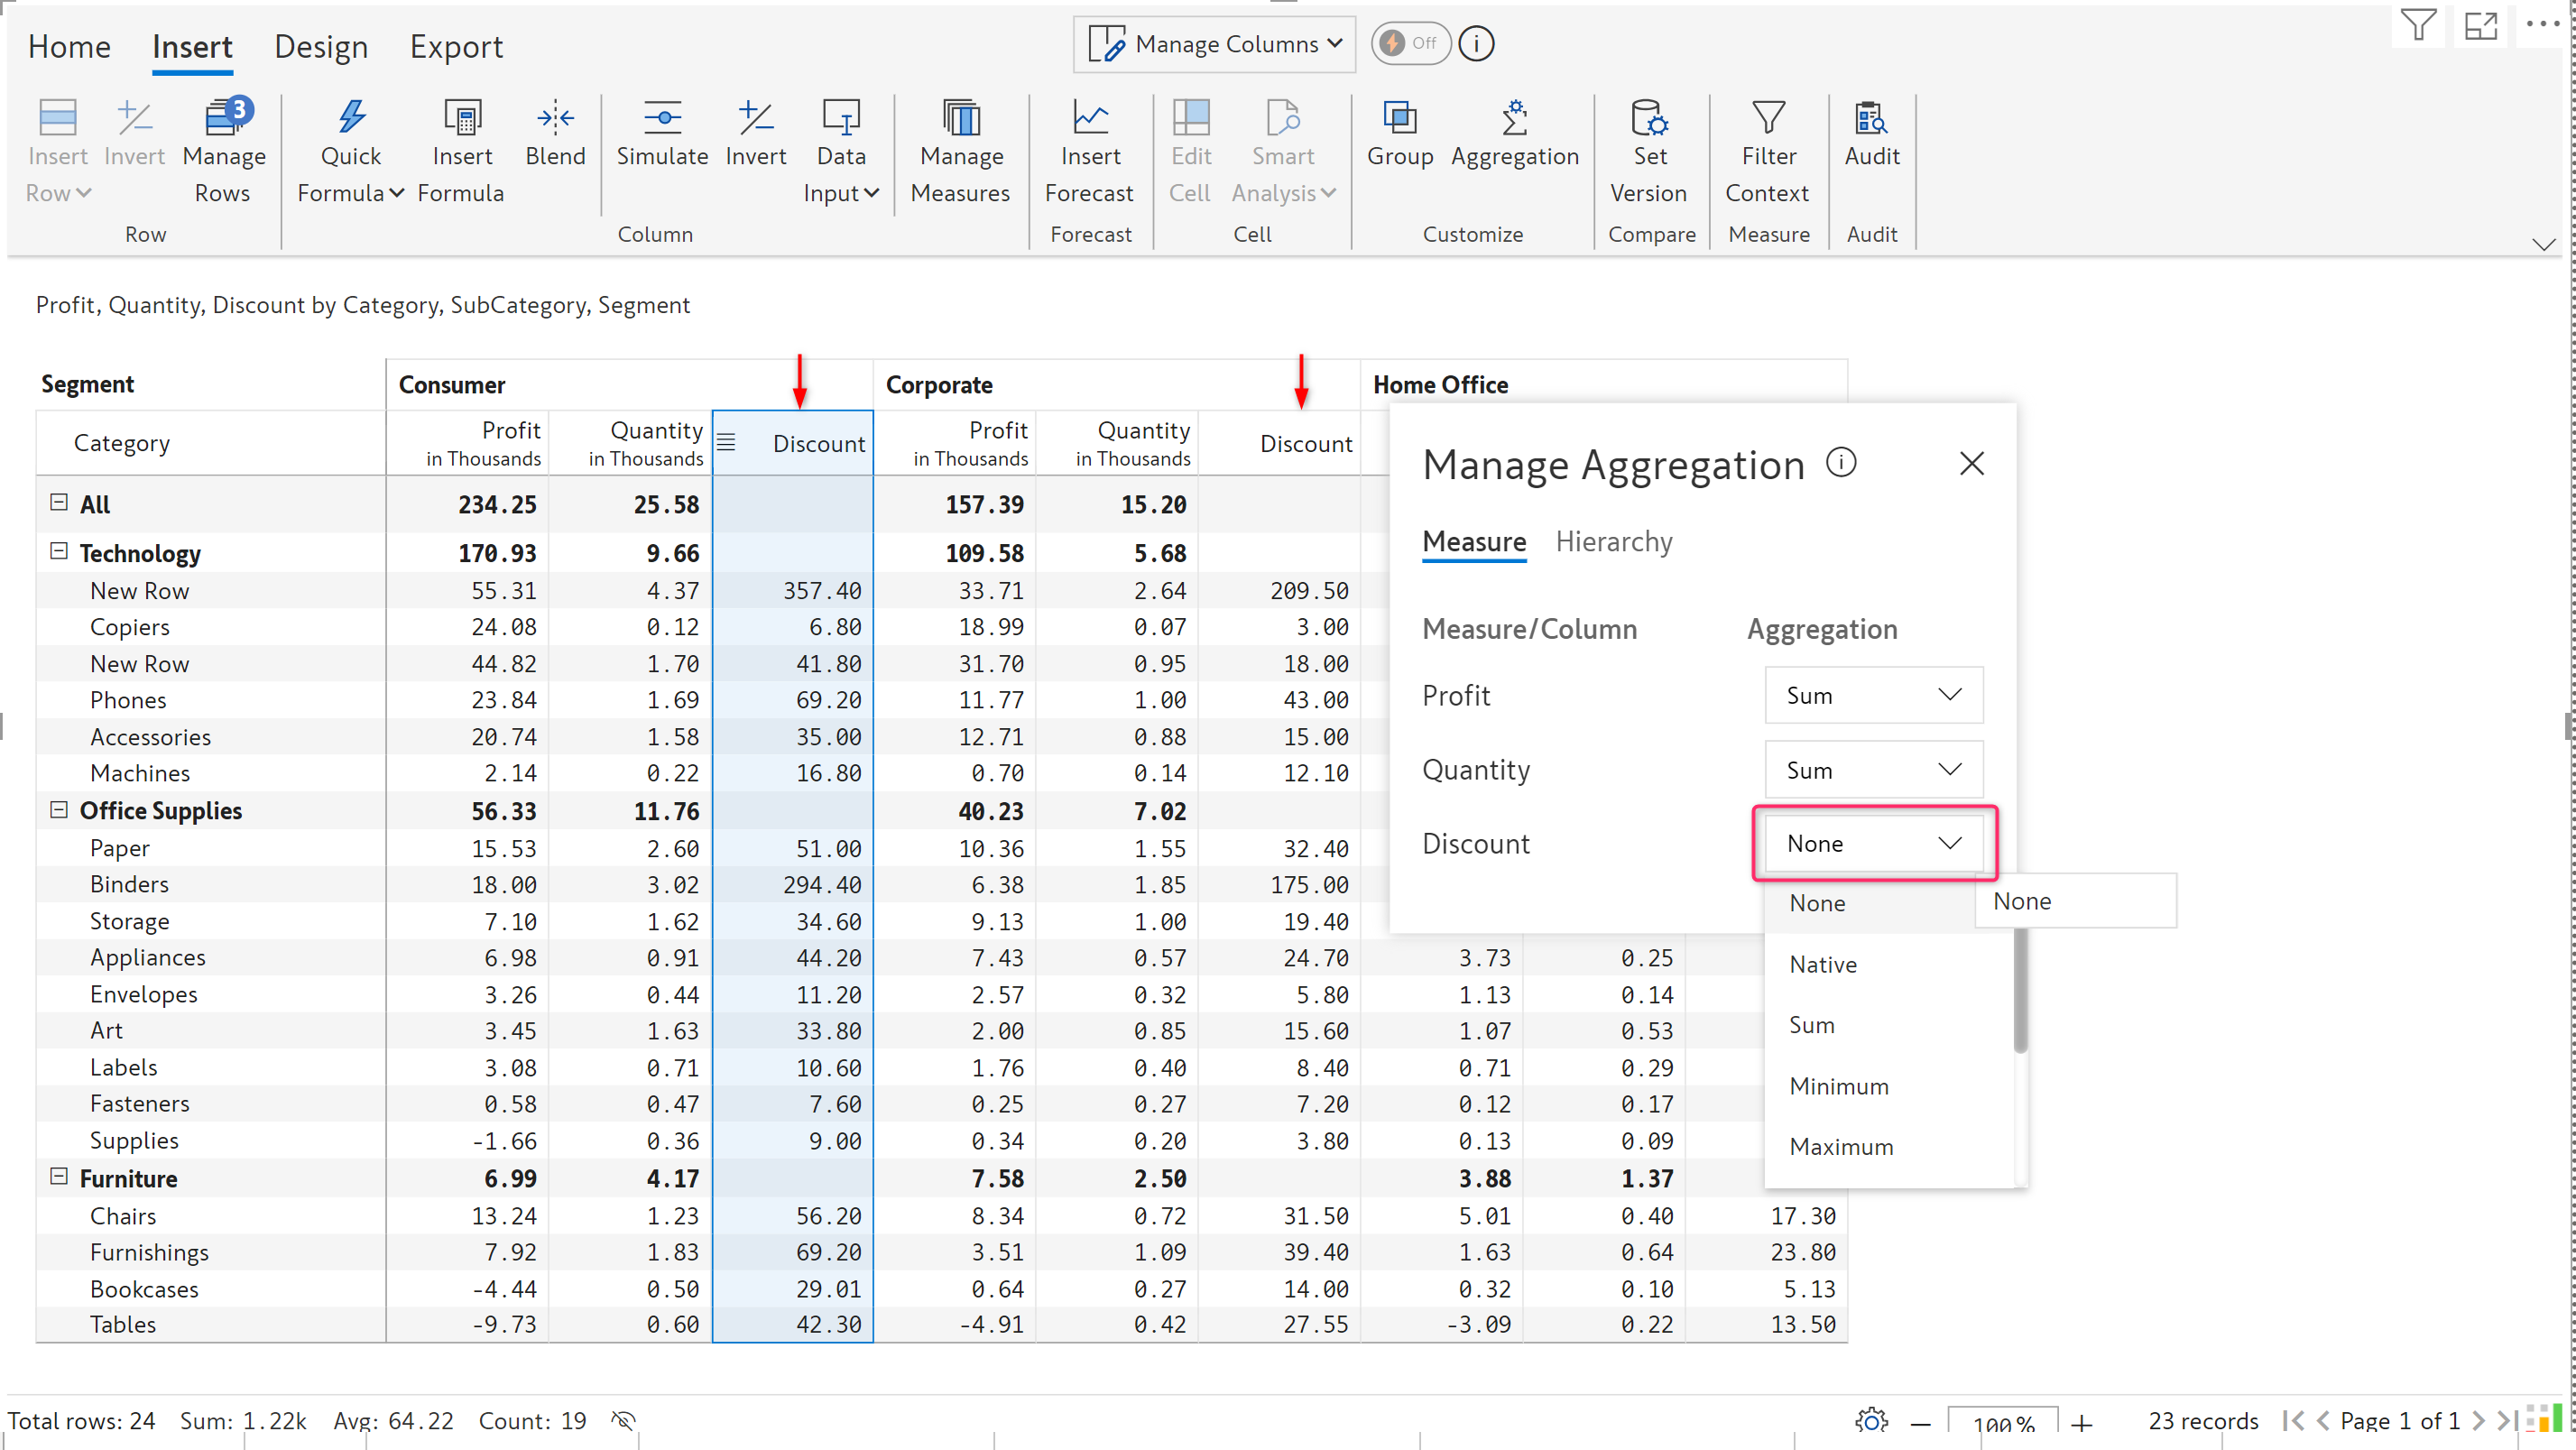 Home Insert Design Export Manage Columns Off
3
Insert Row Invert Manage Rows Quick Formula Insert Formula Blend Simulate Invert Data Input Manage Measures Insert Forecast Edit Cell Smart Analysis Group Aggregation Set Version Filter Context Audit
Row Column Forecast Cell Customize Compare Measure Audit
Profit, Quantity, Discount by Category, SubCategory, Segment
Segment Consumer Corporate Home Office
Category Profit in Thousands Quantity in Thousands Discount Profit in Thousands Quantity in Thousands Discount
All 234.25 25.58 157.39 15.20
Technology 170.93 9.66 109.58 5.68
New Row 55.31 4.37 357.40 33.71 2.64 209.50
Copiers 24.08 0.12 6.80 18.99 0.07 3.00
New Row 44.82 1.70 41.80 31.70 0.95 18.00
Phones 23.84 1.69 69.20 11.77 1.00 43.00
Accessories 20.74 1.58 35.00 12.71 0.88 15.00
Machines 2.14 0.22 16.80 0.70 0.14 12.10
Office Supplies 56.33 11.76 40.23 7.02
Paper 15.53 2.60 51.00 10.36 1.55 32.40
Binders 18.00 3.02 294.40 6.38 1.85 175.00
Storage 7.10 1.62 34.60 9.13 1.00 19.40
Appliances 6.98 0.91 44.20 7.43 0.57 24.70 3.73 0.25
Envelopes 3.26 0.44 11.20 2.57 0.32 5.80 1.13 0.14
Art 3.45 1.63 33.80 2.00 0.85 15.60 1.07 0.53
Labels 3.08 0.71 10.60 1.76 0.40 8.40 0.71 0.29
Fasteners 0.58 0.47 7.60 0.25 0.27 7.20 0.12 0.17
Supplies -1.66 0.36 9.00 0.34 0.20 3.80 0.13 0.09
Furniture 6.99 4.17 7.58 2.50 3.88 1.37
Chairs 13.24 1.23 56.20 8.34 0.72 31.50 5.01 0.40 17.30
Furnishings 7.92 1.83 69.20 3.51 1.09 39.40 1.63 0.64 23.80
Bookcases -4.44 0.50 29.01 0.64 0.27 14.00 0.32 0.10 5.13
Tables -9.73 0.60 42.30 -4.91 0.42 27.55 -3.09 0.22 13.50
Manage Aggregation
Measure Hierarchy
Measure/Column Aggregation
Profit Sum
Quantity Sum
Discount None
None None
Native
Sum
Minimum
Maximum
Total rows: 24 Sum: 1.22k Avg: 64.22 Count: 19 100% 23 records Page 1 of 1